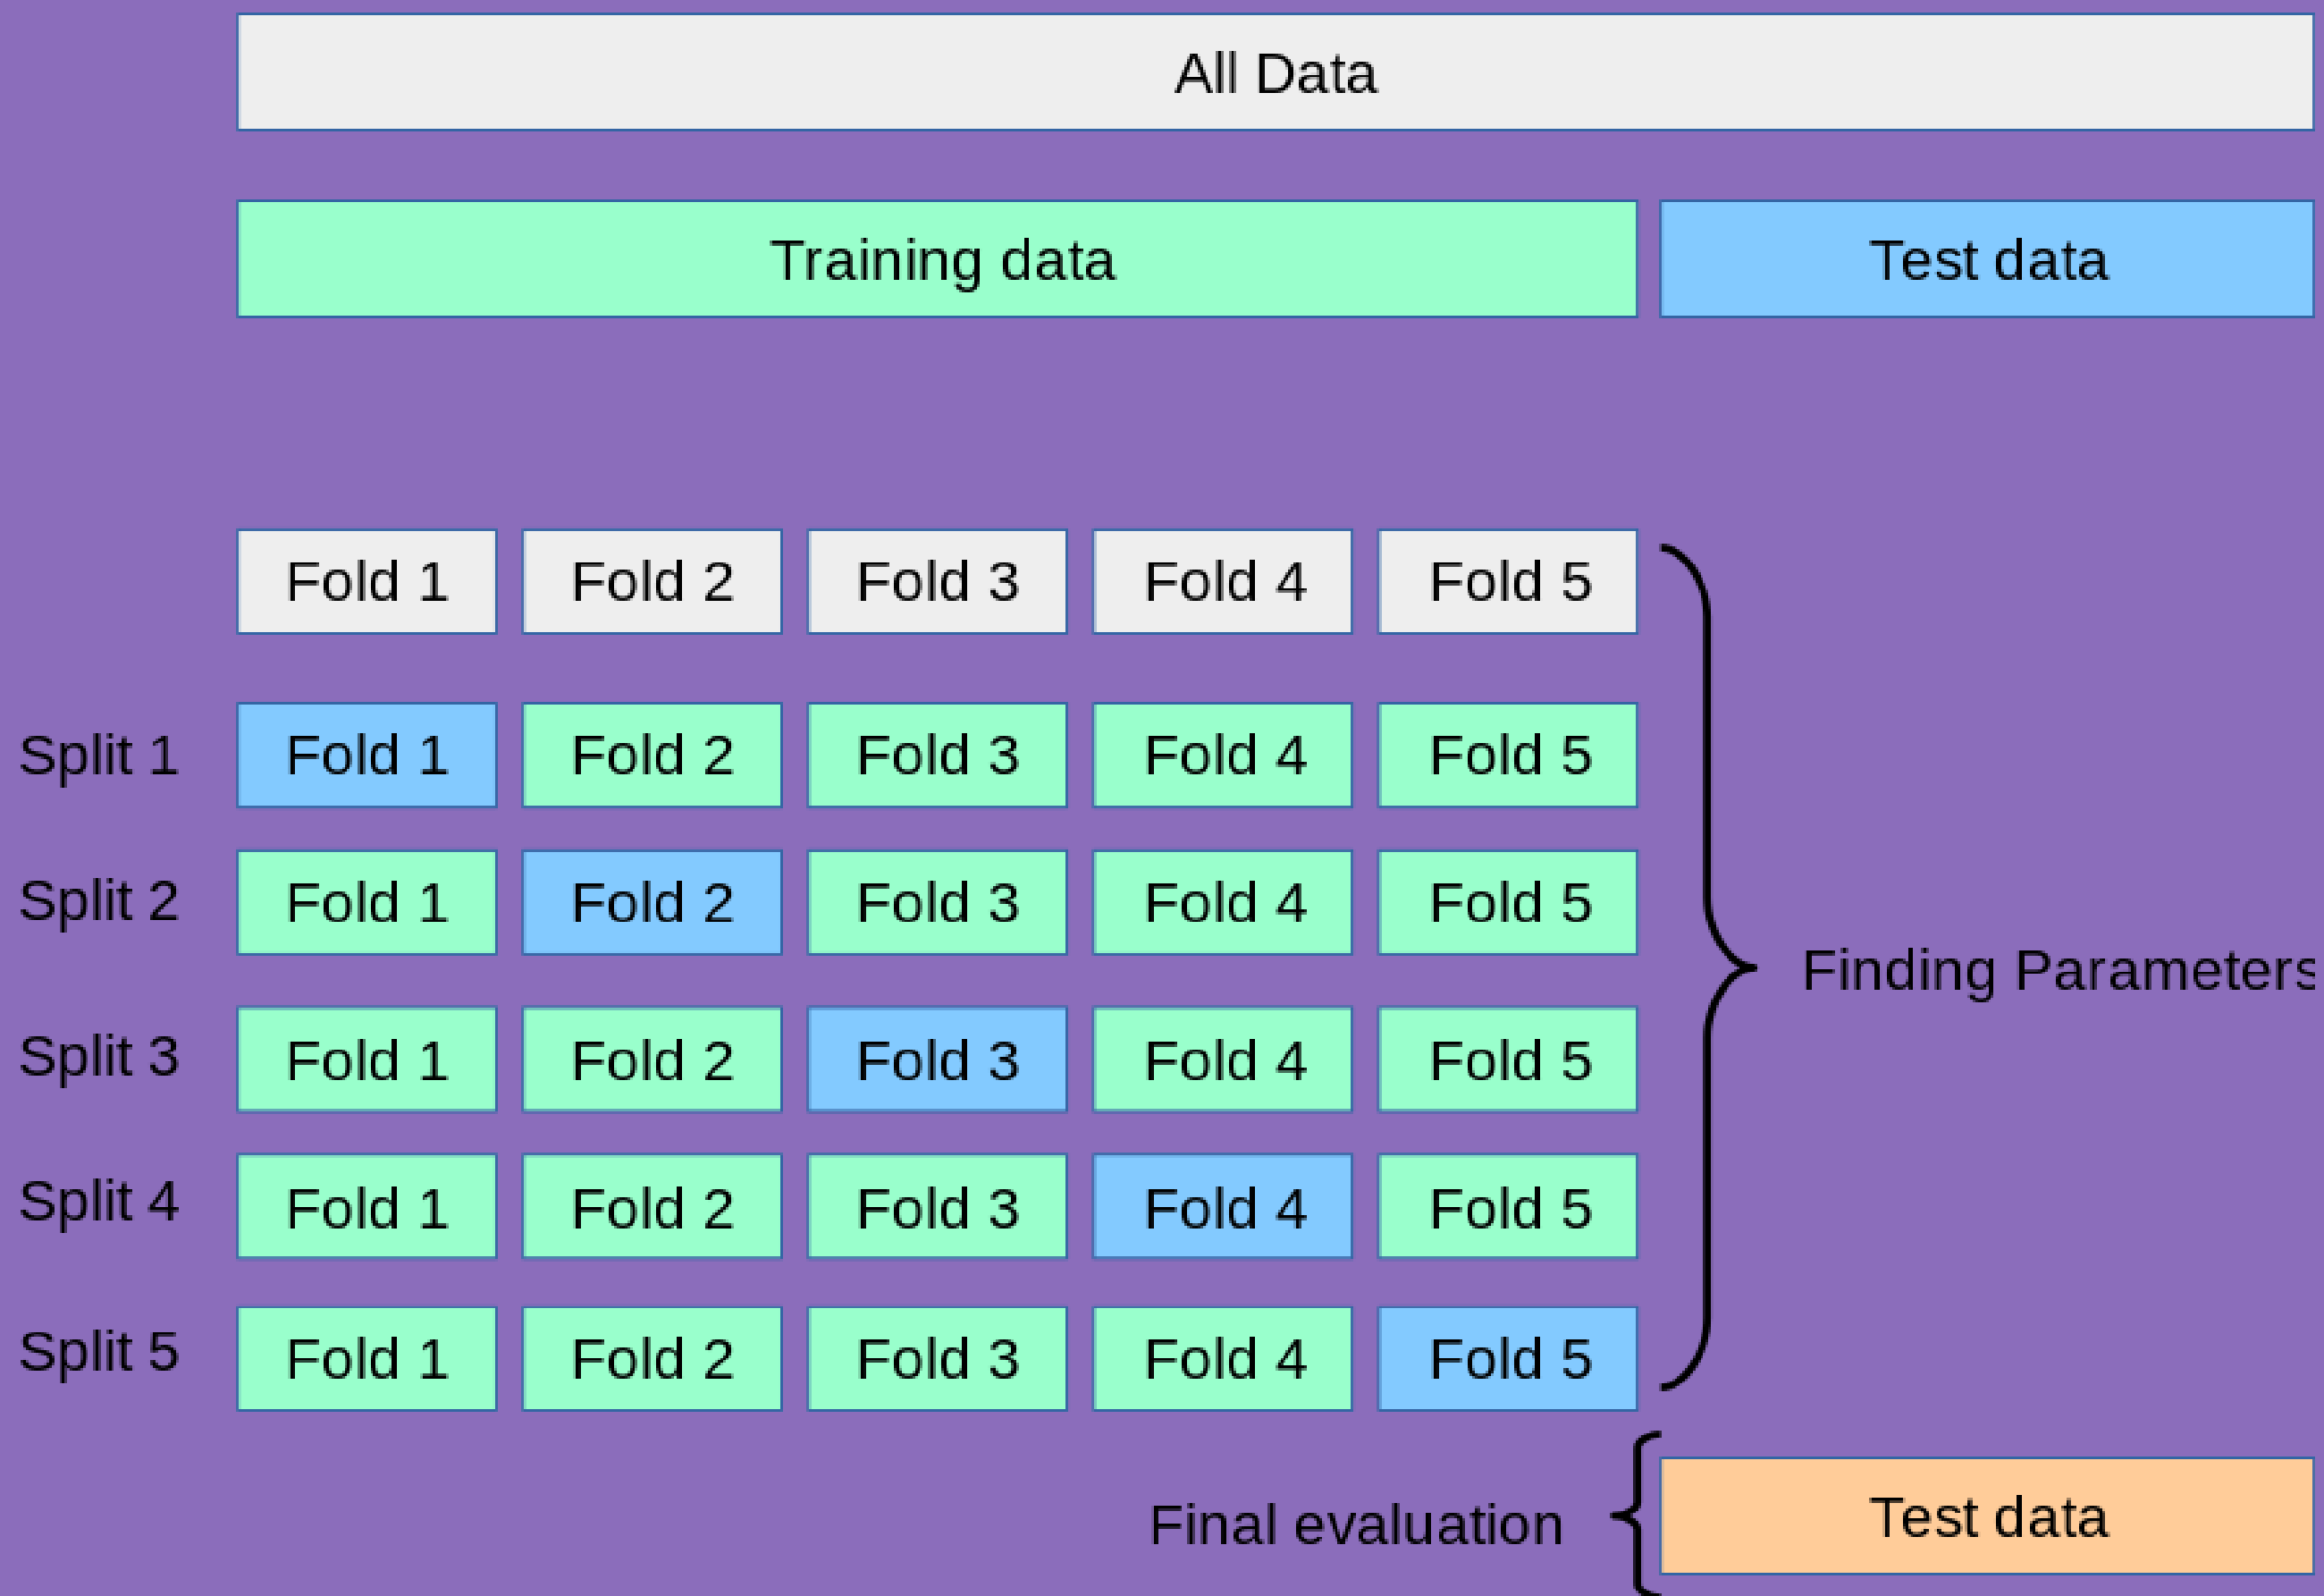 All Data
Training data Test data
Fold 1 Fold 2 Fold 3 Fold 4 Fold 5
Split 1 Fold 1 Fold 2 Fold 3 Fold 4 Fold 5
Split 2 Fold 1 Fold 2 Fold 3 Fold 4 Fold 5
Finding Parameters
Split 3 Fold 1 Fold 2 Fold 3 Fold 4 Fold 5
Split 4 Fold 1 Fold 2 Fold 3 Fold 4 Fold 5
Split 5 Fold 1 Fold 2 Fold 3 Fold 4 Fold 5
Final evaluation Test data